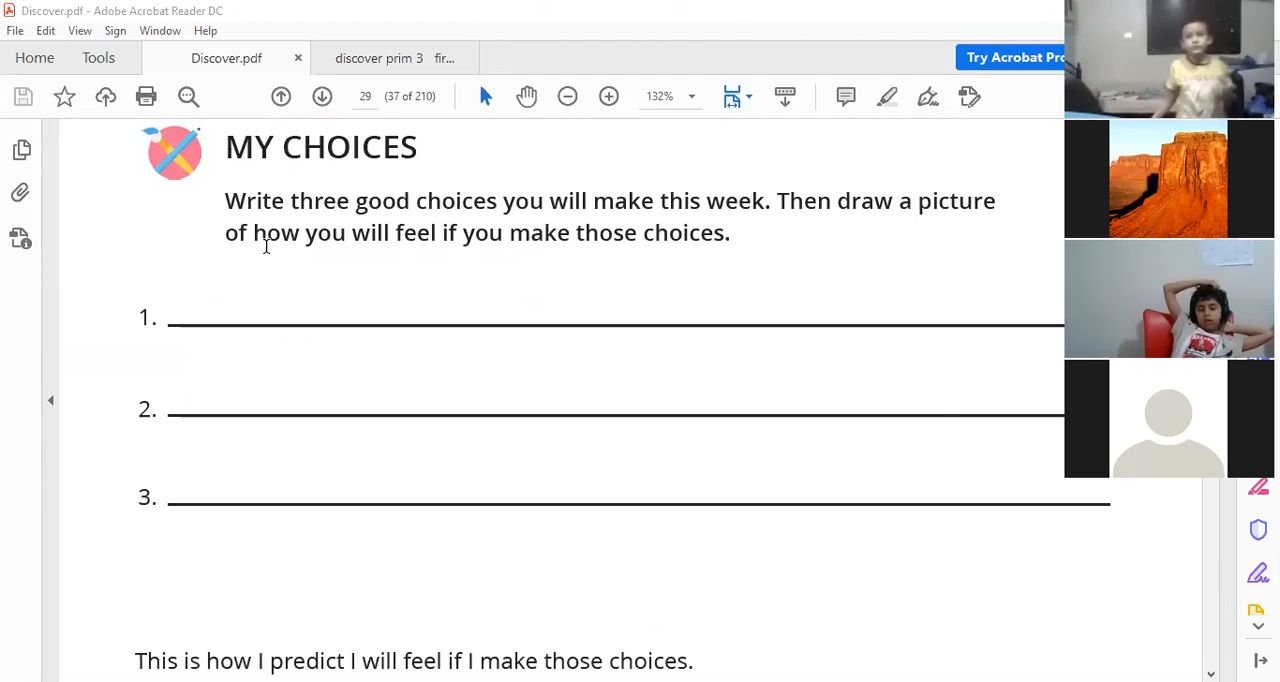 Discover.pdf - Adobe Acrobat Reader DC
File Edit View Sign Window Help
Home Tools Discover.pdf × discover prim 3 fir... Try Acrobat Pro
29 (37 of 210) 132%
MY CHOICES
Write three good choices you will make this week. Then draw a picture
of how you will feel if you make those choices.
1.
2.
3.
This is how I predict I will feel if I make those choices.